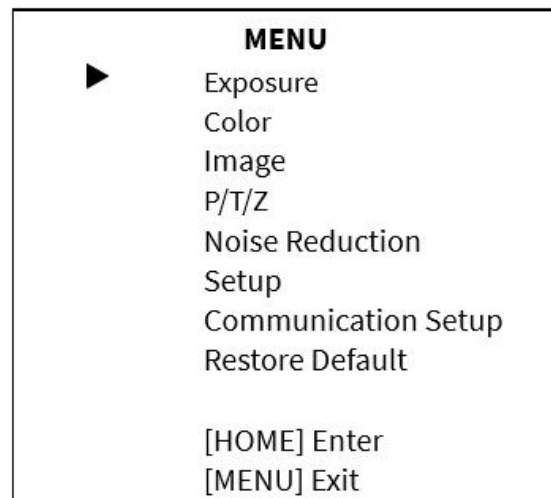 MENU
Exposure
Color
Image
P/T/Z
Noise Reduction
Setup
Communication Setup
Restore Default
[HOME] Enter
[MENU] Exit